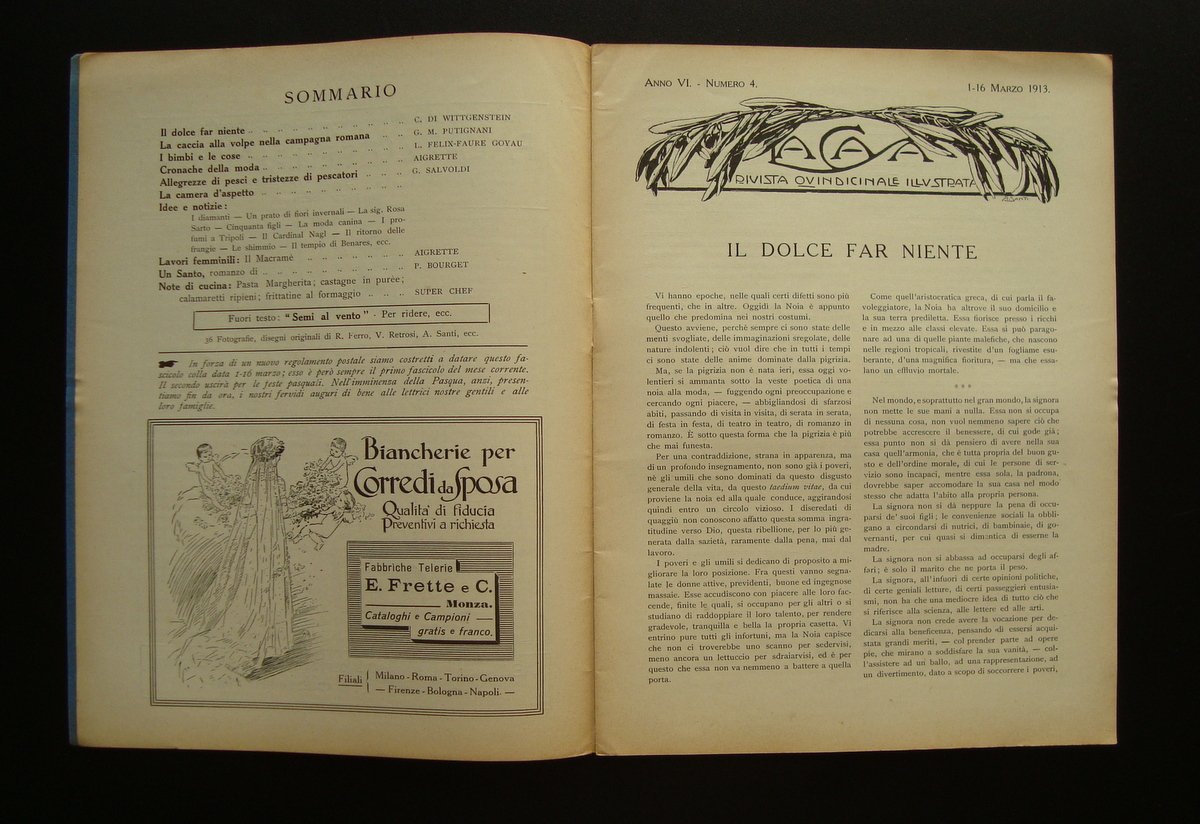 SOMMARIO
Il dolce far niente .. .. .. .. .. .. .. .. .. C. DI WITTGENSTEIN
La caccia alla volpe nella campagna romana .. .. G. M. PUTIGNANI
I bimbi e le cose .. .. .. .. .. .. .. .. .. L. FELIX-FAURE GOYAU
Cronache della moda .. .. .. .. .. .. .. .. AIGRETTE
Allegrezze di pesci e tristezze di pescatori .. .. .. G. SALVOLDI
La camera d'aspetto .. .. .. .. .. .. .. ..
Idee e notizie:
I diamanti — Un prato di fiori invernali — La sig. Rosa
Sarto — Cinquanta figli — La moda canina — I pro-
fumi a Tripoli — Il Cardinal Nagl — Il ritorno delle
frangie — Le shimmio — Il tempio di Benares, ecc.
Lavori femminili: Il Macramè .. .. .. .. .. .. AIGRETTE
Un Santo, romanzo di .. .. .. .. .. .. .. .. P. BOURGET
Note di cucina: Pasta Margherita; castagne in purée;
calamaretti ripieni; frittatine al formaggio .. .. .. SUPER CHEF
Fuori testo: "Semi al vento" - Per ridere, ecc.
36 Fotografie, disegni originali di R. Ferro, V. Retrosi, A. Santi, ecc.
In forza di un nuovo regolamento postale siamo costretti a datare questo fa-
scicolo colla data 1-16 marzo; esso è però sempre il primo fascicolo del mese corrente.
Il secondo uscirà per le feste pasquali. Nell'imminenza della Pasqua, anzi, presen-
tiamo fin da ora, i nostri fervidi auguri di bene alle lettrici nostre gentili e alle
loro famiglie.
Biancherie per
Corredi da Sposa
Qualita' di fiducia
Preventivi a richiesta
Fabbriche Telerie
E. Frette e C.
Monza.
Cataloghi e Campioni —
gratis e franco.
Filiali Milano - Roma - Torino - Genova
— Firenze - Bologna - Napoli. —
ANNO VI. - NUMERO 4. 1-16 MARZO 1913.
LA CASA
RIVISTA QVINDICINALE ILLVSTRATA
A. Santi
IL DOLCE FAR NIENTE
Vi hanno epoche, nelle quali certi difetti sono più
frequenti, che in altre. Oggidì la Noia è appunto
quello che predomina nei nostri costumi.
Questo avviene, perchè sempre ci sono state delle
menti svogliate, delle immaginazioni sregolate, delle
nature indolenti; ciò vuol dire che in tutti i tempi
ci sono state delle anime dominate dalla pigrizia.
Ma, se la pigrizia non è nata ieri, essa oggi vo-
lentieri si ammanta sotto la veste poetica di una
noia alla moda, — fuggendo ogni preoccupazione e
cercando ogni piacere, — abbigliandosi di sfarzosi
abiti, passando di visita in visita, di serata in serata,
di festa in festa, di teatro in teatro, di romanzo in
romanzo. È sotto questa forma che la pigrizia è più
che mai funesta.
Per una contraddizione, strana in apparenza, ma
di un profondo insegnamento, non sono già i poveri,
nè gli umili che sono dominati da questo disgusto
generale della vita, da questo taedium vitae, da cui
proviene la noia ed alla quale conduce, aggirandosi
quindi entro un circolo vizioso. I diseredati di
quaggiù non conoscono affatto questa somma ingra-
titudine verso Dio, questa ribellione, per lo più ge-
nerata dalla sazietà, raramente dalla pena, mai dal
lavoro.
I poveri e gli umili si dedicano di proposito a mi-
gliorare la loro posizione. Fra questi vanno segna-
late le donne attive, previdenti, buone ed ingegnose
massaie. Esse accudiscono con piacere alle loro fac-
cende, finite le quali, si occupano per gli altri o si
studiano di raddoppiare il loro talento, per rendere
gradevole, tranquilla e bella la propria casetta. Vi
entrino pure tutti gli infortuni, ma la Noia capisce
che non ci troverebbe uno scanno per sedervisi,
meno ancora un lettuccio per sdraiarvisi, ed è per
questo che essa non va nemmeno a battere a quella
porta.
Come quell'aristocratica greca, di cui parla il fa-
voleggiatore, la Noia ha altrove il suo domicilio e
la sua terra prediletta. Essa fiorisce presso i ricchi
e in mezzo alle classi elevate. Essa si può parago-
nare ad una di quelle piante malefiche, che nascono
nelle regioni tropicali, rivestite d'un fogliame esu-
berante, d'una magnifica fioritura, — ma che esa-
lano un effluvio mortale.
***
Nel mondo, e soprattutto nel gran mondo, la signora
non mette le sue mani a nulla. Essa non si occupa
di nessuna cosa, non vuol nemmeno sapere ciò che
potrebbe accrescere il benessere, di cui gode già;
essa punto non si dà pensiero di avere nella sua
casa quell'armonia, che è tutta propria del buon gu-
sto e dell'ordine morale, di cui le persone di ser-
vizio sono incapaci, mentre essa sola, la padrona,
dovrebbe saper accomodare la sua casa nel modo
stesso che adatta l'abito alla propria persona.
La signora non si dà neppure la pena di occu-
parsi de' suoi figli; le convenienze sociali la obbli-
gano a circondarsi di nutrici, di bambinaie, di go-
vernanti, per cui quasi si dimentica di esserne la
madre.
La signora non si abbassa ad occuparsi degli af-
fari; è solo il marito che ne porta il peso.
La signora, all'infuori di certe opinioni politiche,
di certe geniali letture, di certi passeggieri entusia-
smi, non ha che una mediocre idea di tutto ciò che
si riferisce alla scienza, alle lettere ed alle arti.
La signora non crede avere la vocazione per de-
dicarsi alla beneficenza, pensando di essersi acqui-
stata grandi meriti, — col prender parte ad opere
pie, che mirano a soddisfare la sua vanità, — col-
l'assistere ad un ballo, ad una rappresentazione, ad
un divertimento, dato a scopo di soccorrere i poveri,